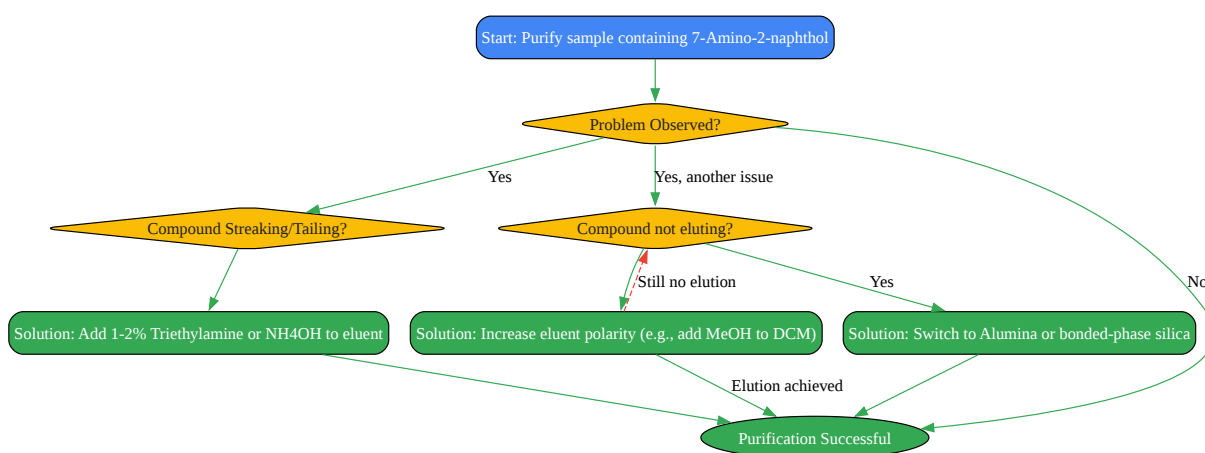 Start: Purify sample containing 7-Amino-2-naphthol
Problem Observed?
Yes
Yes, another issue
Compound Streaking/Tailing?
Compound not eluting?
Still no elution
Yes
No
Solution: Add 1-2% Triethylamine or NH4OH to eluent
Solution: Increase eluent polarity (e.g., add MeOH to DCM)
Solution: Switch to Alumina or bonded-phase silica
Elution achieved
Purification Successful